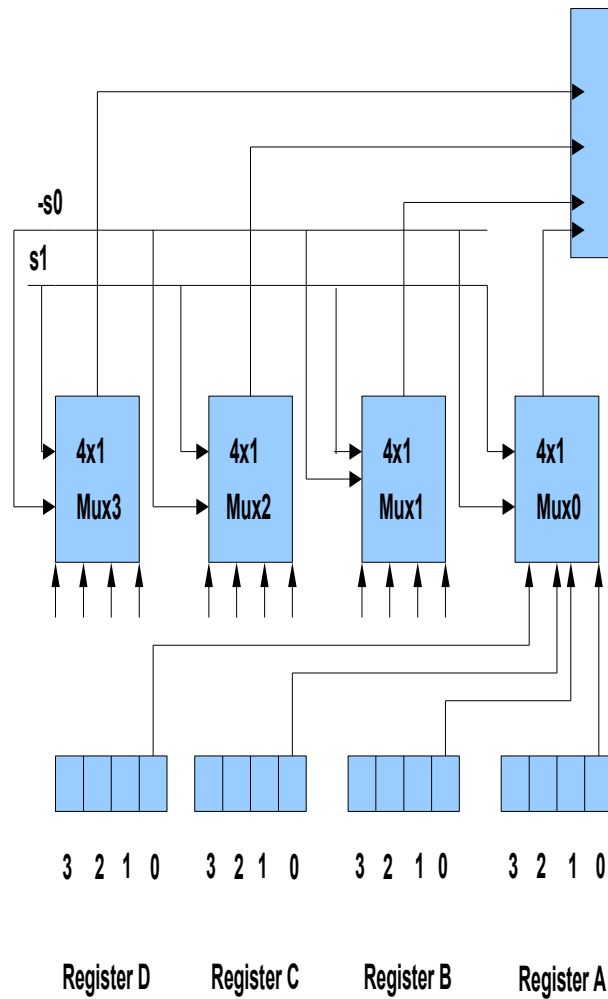 -s0
s1
4x1 4x1 4x1 4x1
Mux3 Mux2 Mux1 Mux0
3 2 1 0 3 2 1 0 3 2 1 0 3 2 1 0
Register D Register C Register B Register A